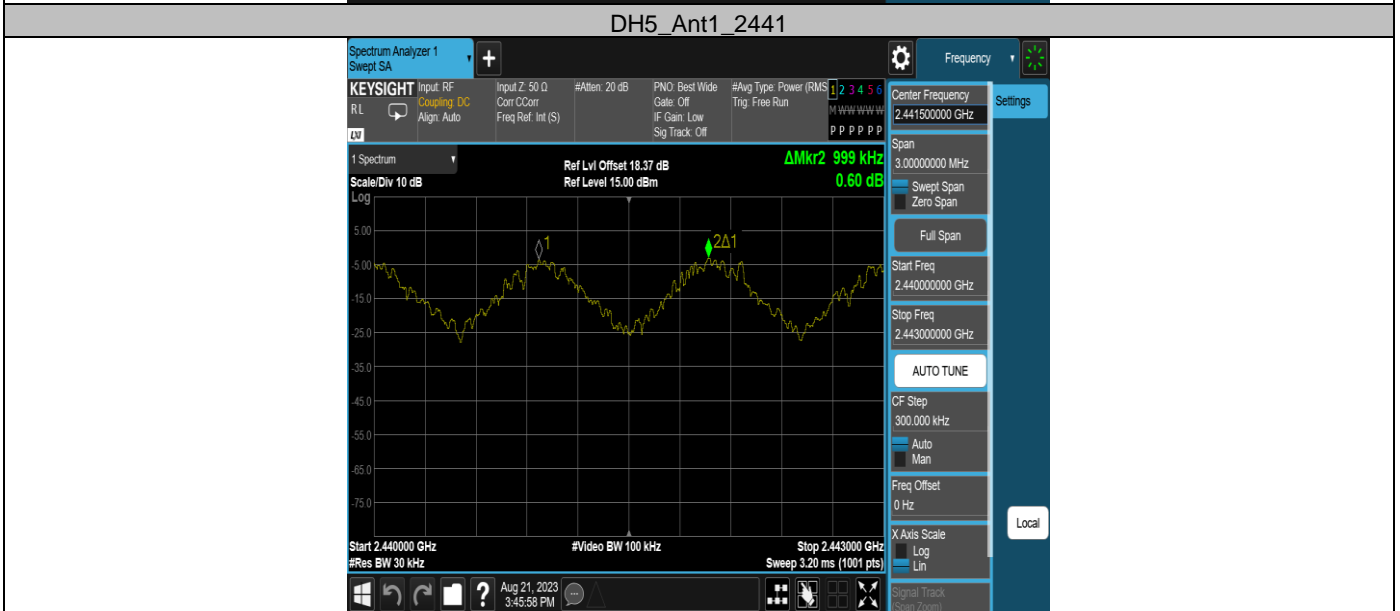 DH5_Ant1_2441
Spectrum Analyzer 1
Swept SA
+
Frequency
KEYSIGHT
Input: RF
Input Z: 50 Ω
#Atten: 20 dB
PNO: Best Wide
#Avg Type: Power (RMS
1 2 3 4 5 6
RL
Coupling: DC
Corr CCorr
Gate: Off
Trig: Free Run
M W W W W W
Align: Auto
Freq Ref: Int (S)
IF Gain: Low
Sig Track: Off
P P P P P P
LXI
1 Spectrum
Ref Lvl Offset 18.37 dB
ΔMkr2 999 kHz
Scale/Div 10 dB
Ref Level 15.00 dBm
0.60 dB
Log
5.00
-5.00
-15.0
-25.0
-35.0
-45.0
-55.0
-65.0
-75.0
1
2Δ1
Start 2.440000 GHz
#Video BW 100 kHz
Stop 2.443000 GHz
#Res BW 30 kHz
Sweep 3.20 ms (1001 pts)
Center Frequency
2.441500000 GHz
Settings
Span
3.00000000 MHz
Swept Span
Zero Span
Full Span
Start Freq
2.440000000 GHz
Stop Freq
2.443000000 GHz
AUTO TUNE
CF Step
300.000 kHz
Auto
Man
Freq Offset
0 Hz
X Axis Scale
Log
Lin
Local
Signal Track
(Span Zoom)
?
Aug 21, 2023
3:45:58 PM